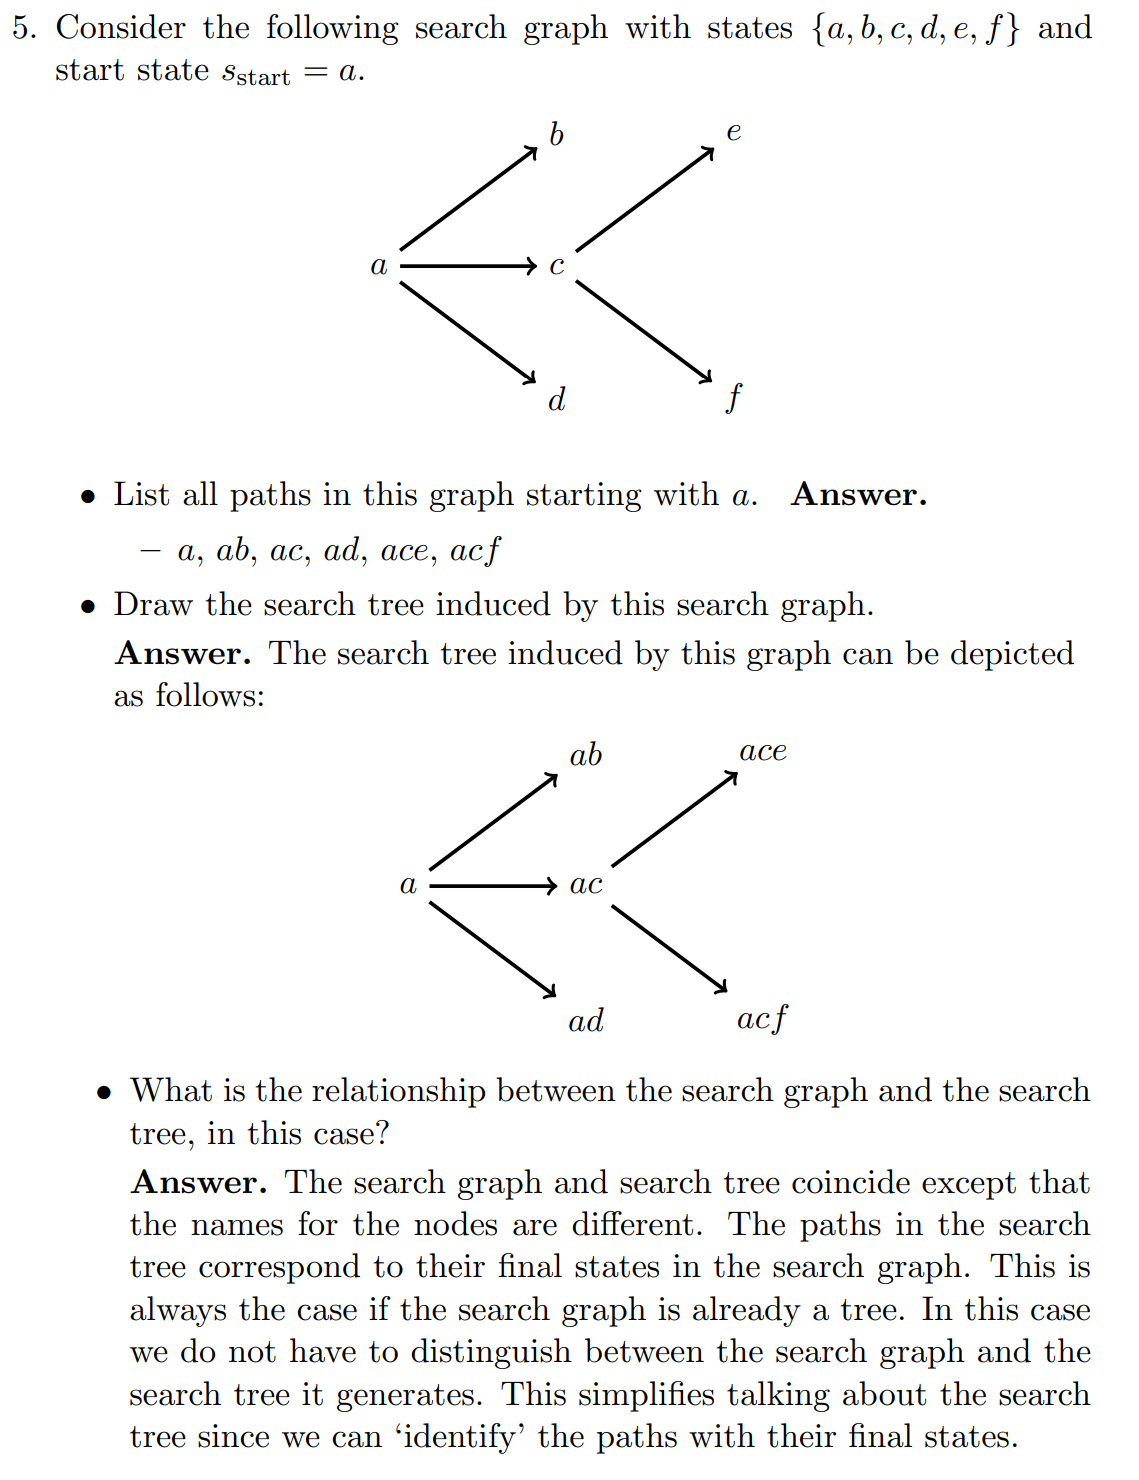 5. Consider the following search graph with states {a, b, c, d, e, f} and
start state s_start = a.
b
e
a
c
d
f
• List all paths in this graph starting with a. Answer.
– a, ab, ac, ad, ace, acf
• Draw the search tree induced by this search graph.
Answer. The search tree induced by this graph can be depicted
as follows:
ab
ace
a
ac
ad
acf
• What is the relationship between the search graph and the search
tree, in this case?
Answer. The search graph and search tree coincide except that
the names for the nodes are different. The paths in the search
tree correspond to their final states in the search graph. This is
always the case if the search graph is already a tree. In this case
we do not have to distinguish between the search graph and the
search tree it generates. This simplifies talking about the search
tree since we can ‘identify’ the paths with their final states.